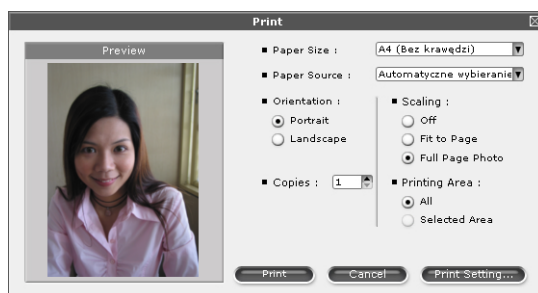 Print
Preview
Paper Size :
A4 (Bez krawędzi)
Paper Source :
Automatyczne wybieranie
Orientation :
Portrait
Landscape
Scaling :
Off
Fit to Page
Full Page Photo
Copies : 1
Printing Area :
All
Selected Area
Print
Cancel
Print Setting...